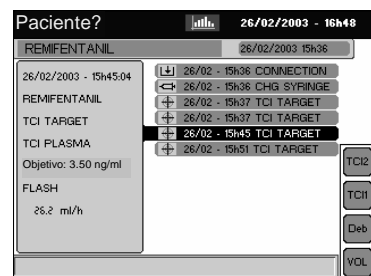 Paciente?
26/02/2003 - 16h48
REMIFENTANIL
26/02/2003 15h36
26/02/2003 - 15h45:04
REMIFENTANIL
TCI TARGET
TCI PLASMA
Objetivo: 3.50 ng/ml
FLASH
26.2 ml/h
26/02 - 15h36 CONNECTION
26/02 - 15h36 CHG SYRINGE
26/02 - 15h37 TCI TARGET
26/02 - 15h37 TCI TARGET
26/02 - 15h45 TCI TARGET
26/02 - 15h51 TCI TARGET
TCI2
TCI1
Deb
VOL